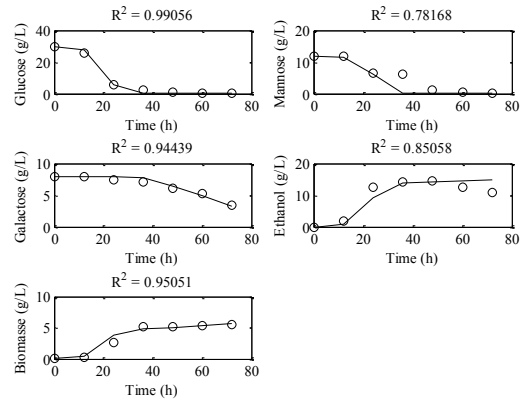 R² = 0.99056
Glucose (g/L)
40
20
0
0 20 40 60 80
Time (h)
R² = 0.78168
Mannose (g/L)
20
10
0
0 20 40 60 80
Time (h)
R² = 0.94439
Galactose (g/L)
10
5
0
0 20 40 60 80
Time (h)
R² = 0.85058
Ethanol (g/L)
20
10
0
0 20 40 60 80
Time (h)
R² = 0.95051
Biomasse (g/L)
10
5
0
0 20 40 60 80
Time (h)